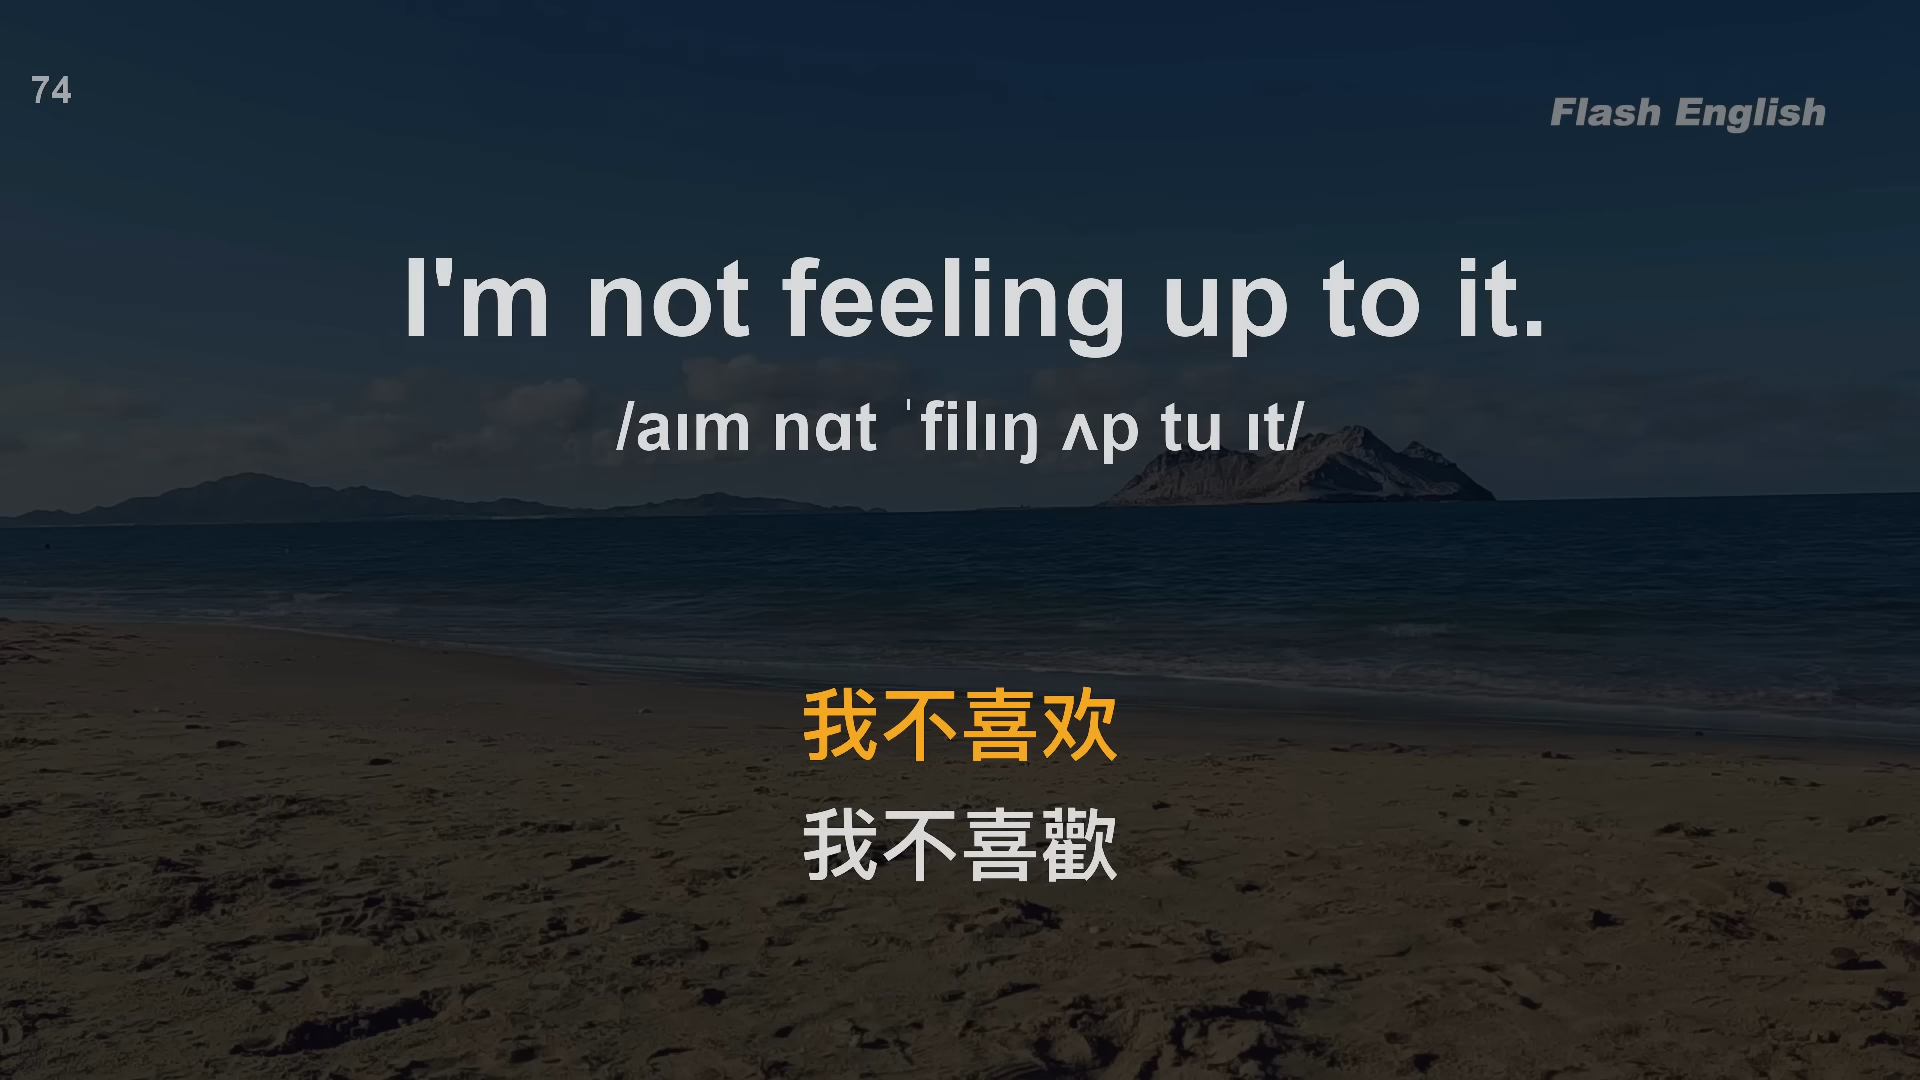 74
Flash English
I'm not feeling up to it.
/aɪm nɑt ˈfilɪŋ ʌp tu ɪt/
我不喜欢
我不喜歡